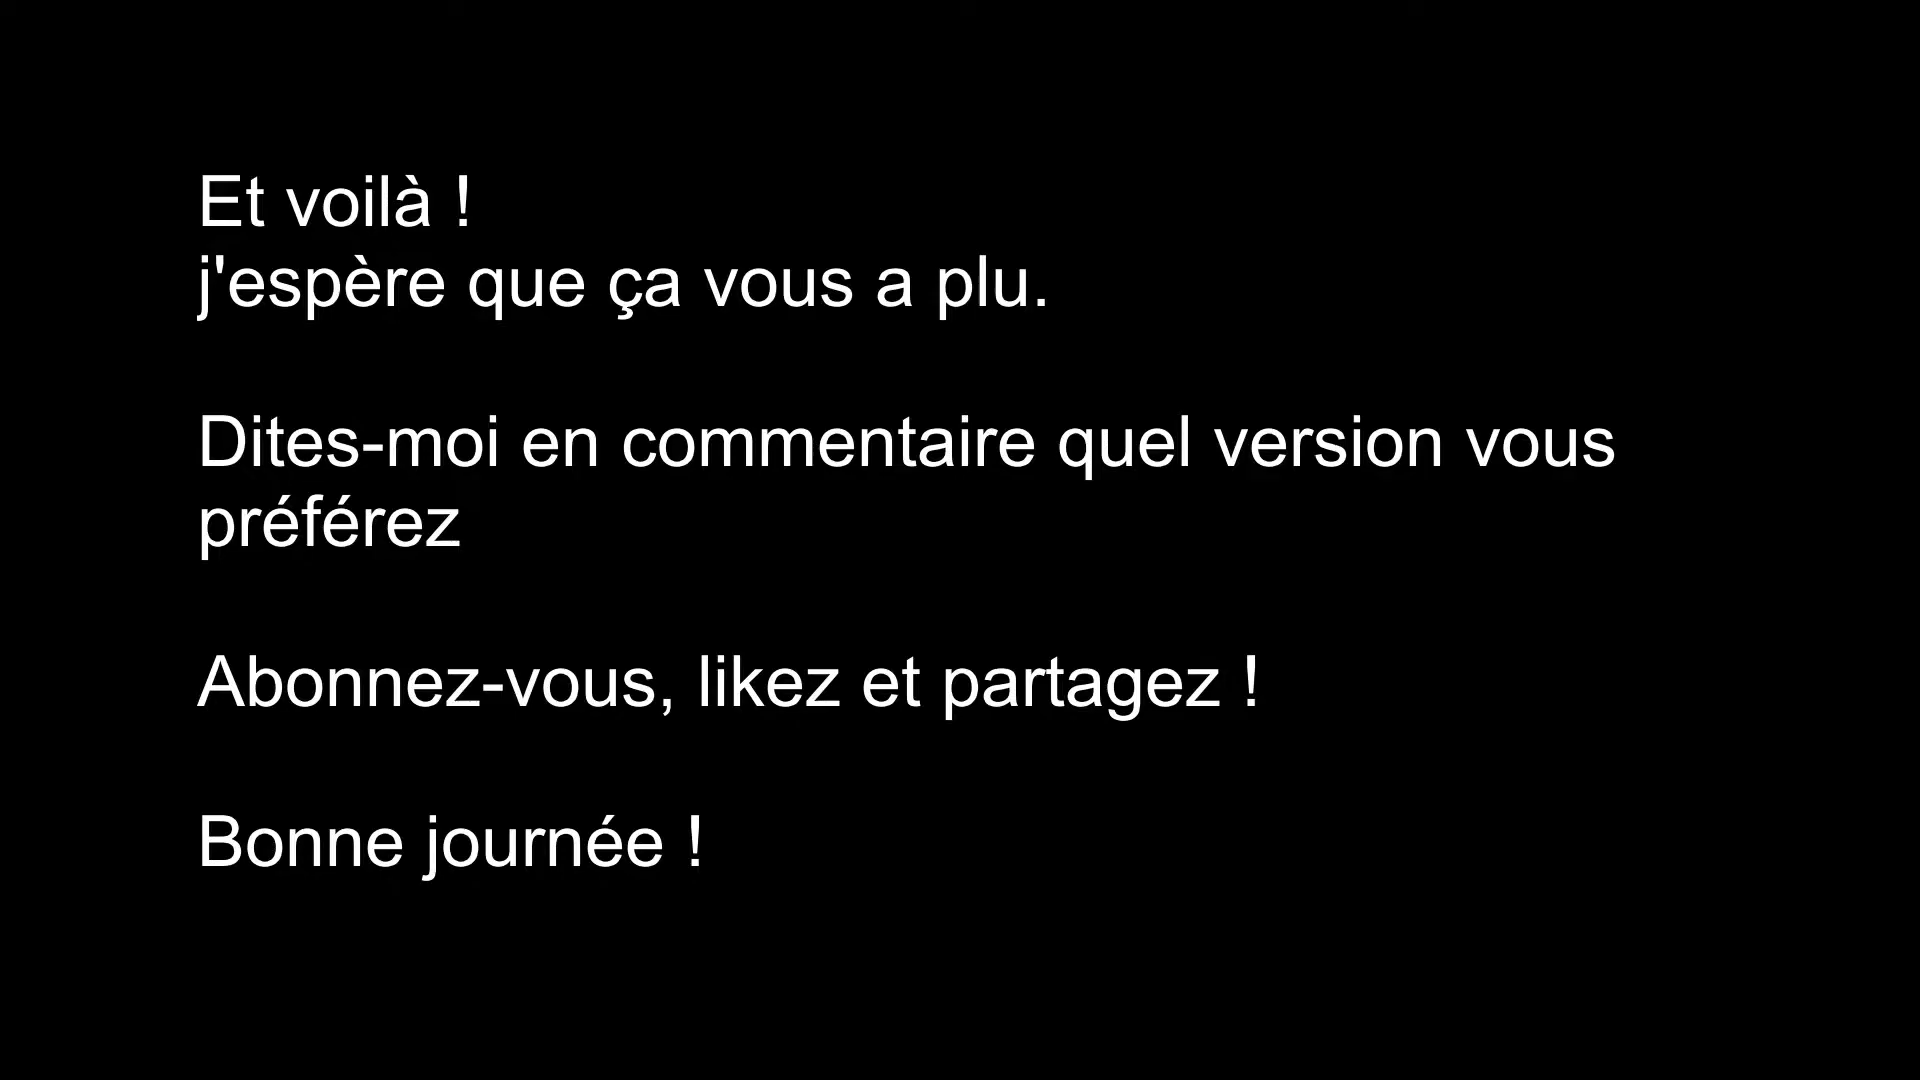 Et voilà !
j'espère que ça vous a plu.
Dites-moi en commentaire quel version vous
préférez
Abonnez-vous, likez et partagez !
Bonne journée !